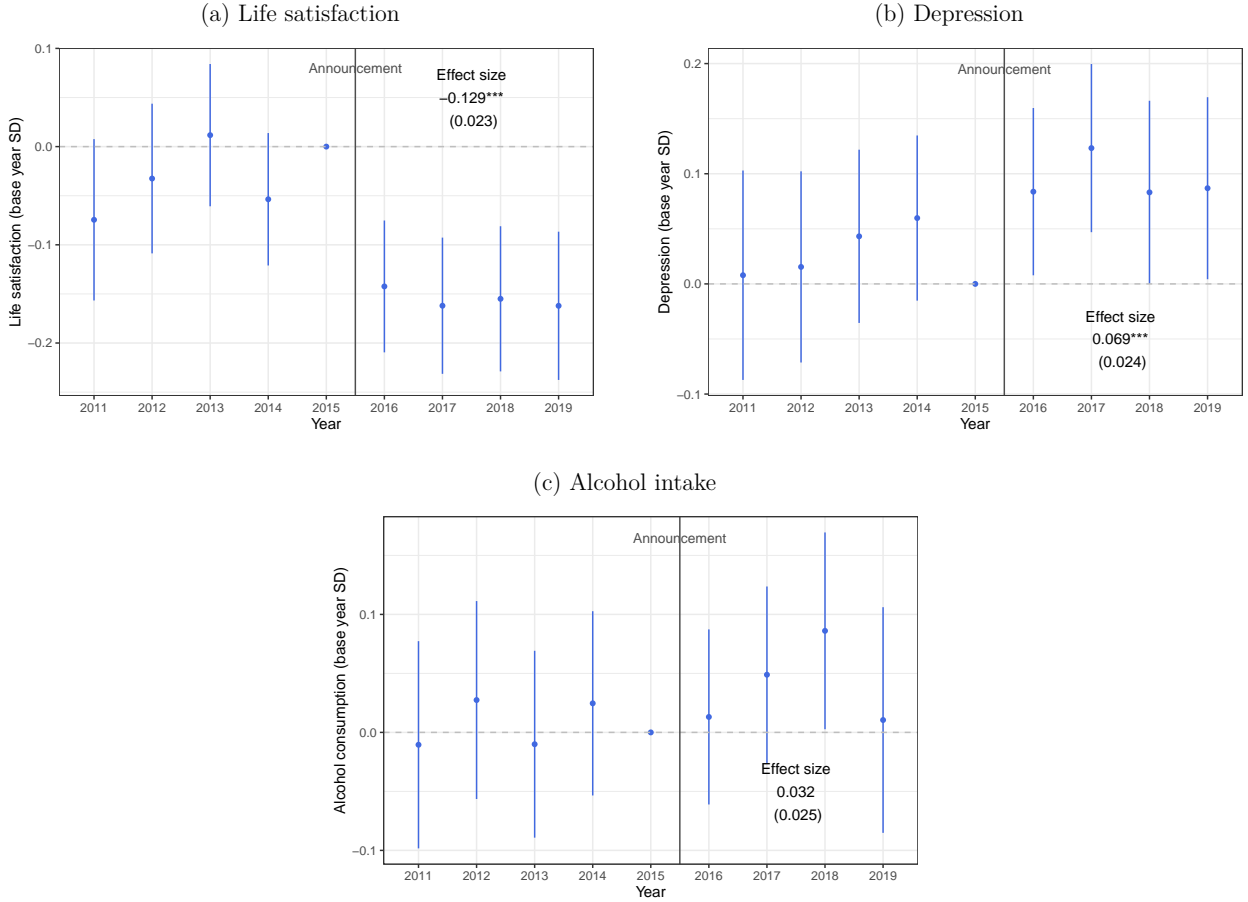 (a) Life satisfaction
Life satisfaction (base year SD)
0.1
0.0
−0.1
−0.2
Announcement
Effect size
−0.129***
(0.023)
2011 2012 2013 2014 2015 2016 2017 2018 2019
Year
(b) Depression
Depression (base year SD)
0.2
0.1
0.0
−0.1
Announcement
Effect size
0.069***
(0.024)
2011 2012 2013 2014 2015 2016 2017 2018 2019
Year
(c) Alcohol intake
Alcohol consumption (base year SD)
0.1
0.0
−0.1
Announcement
Effect size
0.032
(0.025)
2011 2012 2013 2014 2015 2016 2017 2018 2019
Year